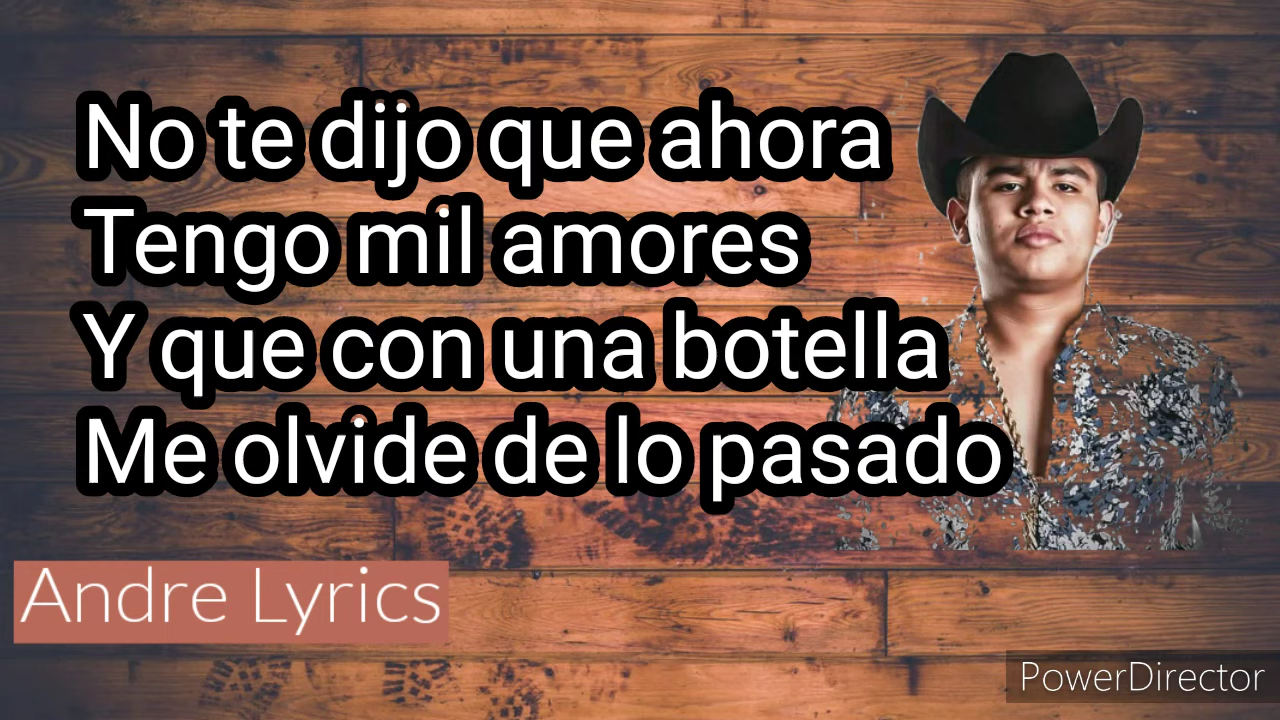 No te dijo que ahora
Tengo mil amores
Y que con una botella
Me olvide de lo pasado
Andre Lyrics
PowerDirector